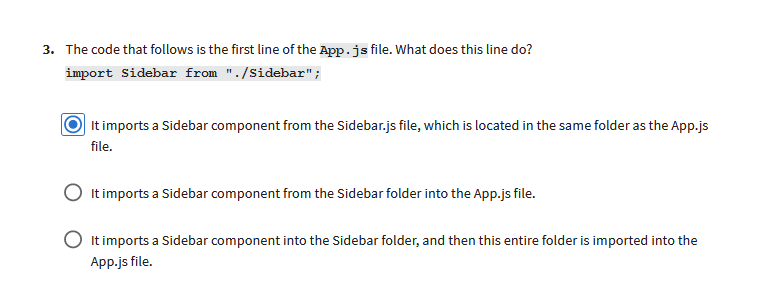 3. The code that follows is the first line of the App.js file. What does this line do?
import Sidebar from "./Sidebar";
It imports a Sidebar component from the Sidebar.js file, which is located in the same folder as the App.js
file.
It imports a Sidebar component from the Sidebar folder into the App.js file.
It imports a Sidebar component into the Sidebar folder, and then this entire folder is imported into the
App.js file.